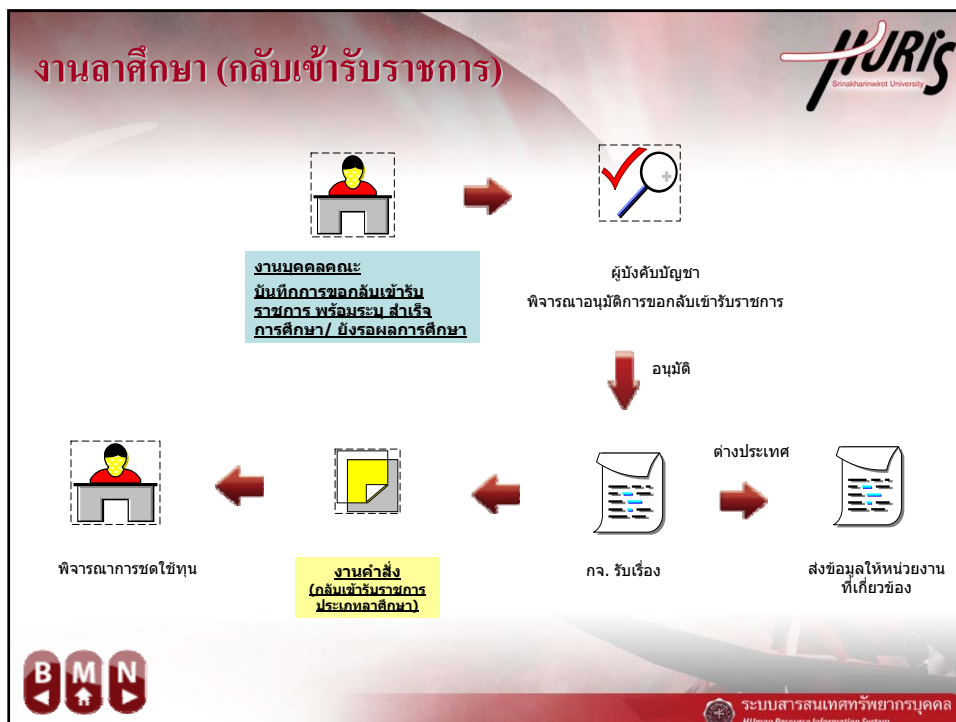 งานลาศึกษา (กลับเข้ารับราชการ)
HURiS
Srinakharinwirot University
งานบุคคลคณะ
บันทึกการขอกลับเข้ารับ
ราชการ พร้อมระบุ สำเร็จ
การศึกษา/ ยังรอผลการศึกษา
ผู้บังคับบัญชา
พิจารณาอนุมัติการขอกลับเข้ารับราชการ
อนุมัติ
ต่างประเทศ
พิจารณาการชดใช้ทุน
งานคำสั่ง
(กลับเข้ารับราชการ
ประเภทลาศึกษา)
กจ. รับเรื่อง
ส่งข้อมูลให้หน่วยงาน
ที่เกี่ยวข้อง
B M N
ระบบสารสนเทศทรัพยากรบุคคล
HUman Resource Information System